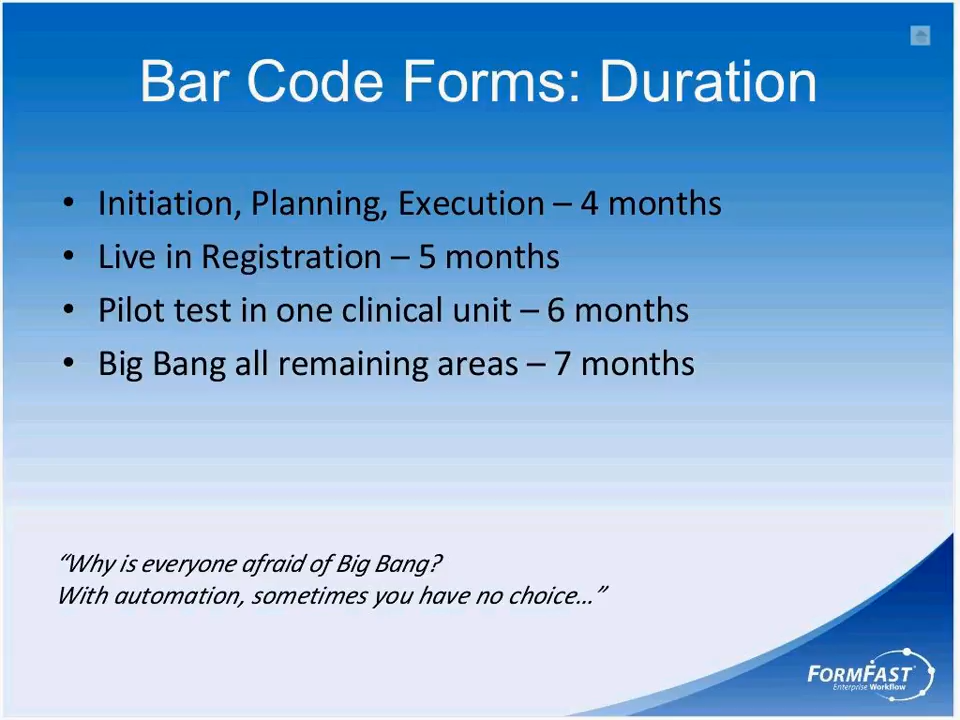 Bar Code Forms: Duration
• Initiation, Planning, Execution – 4 months
• Live in Registration – 5 months
• Pilot test in one clinical unit – 6 months
• Big Bang all remaining areas – 7 months
“Why is everyone afraid of Big Bang?
With automation, sometimes you have no choice…”
FORMFAST
Enterprise Workflow